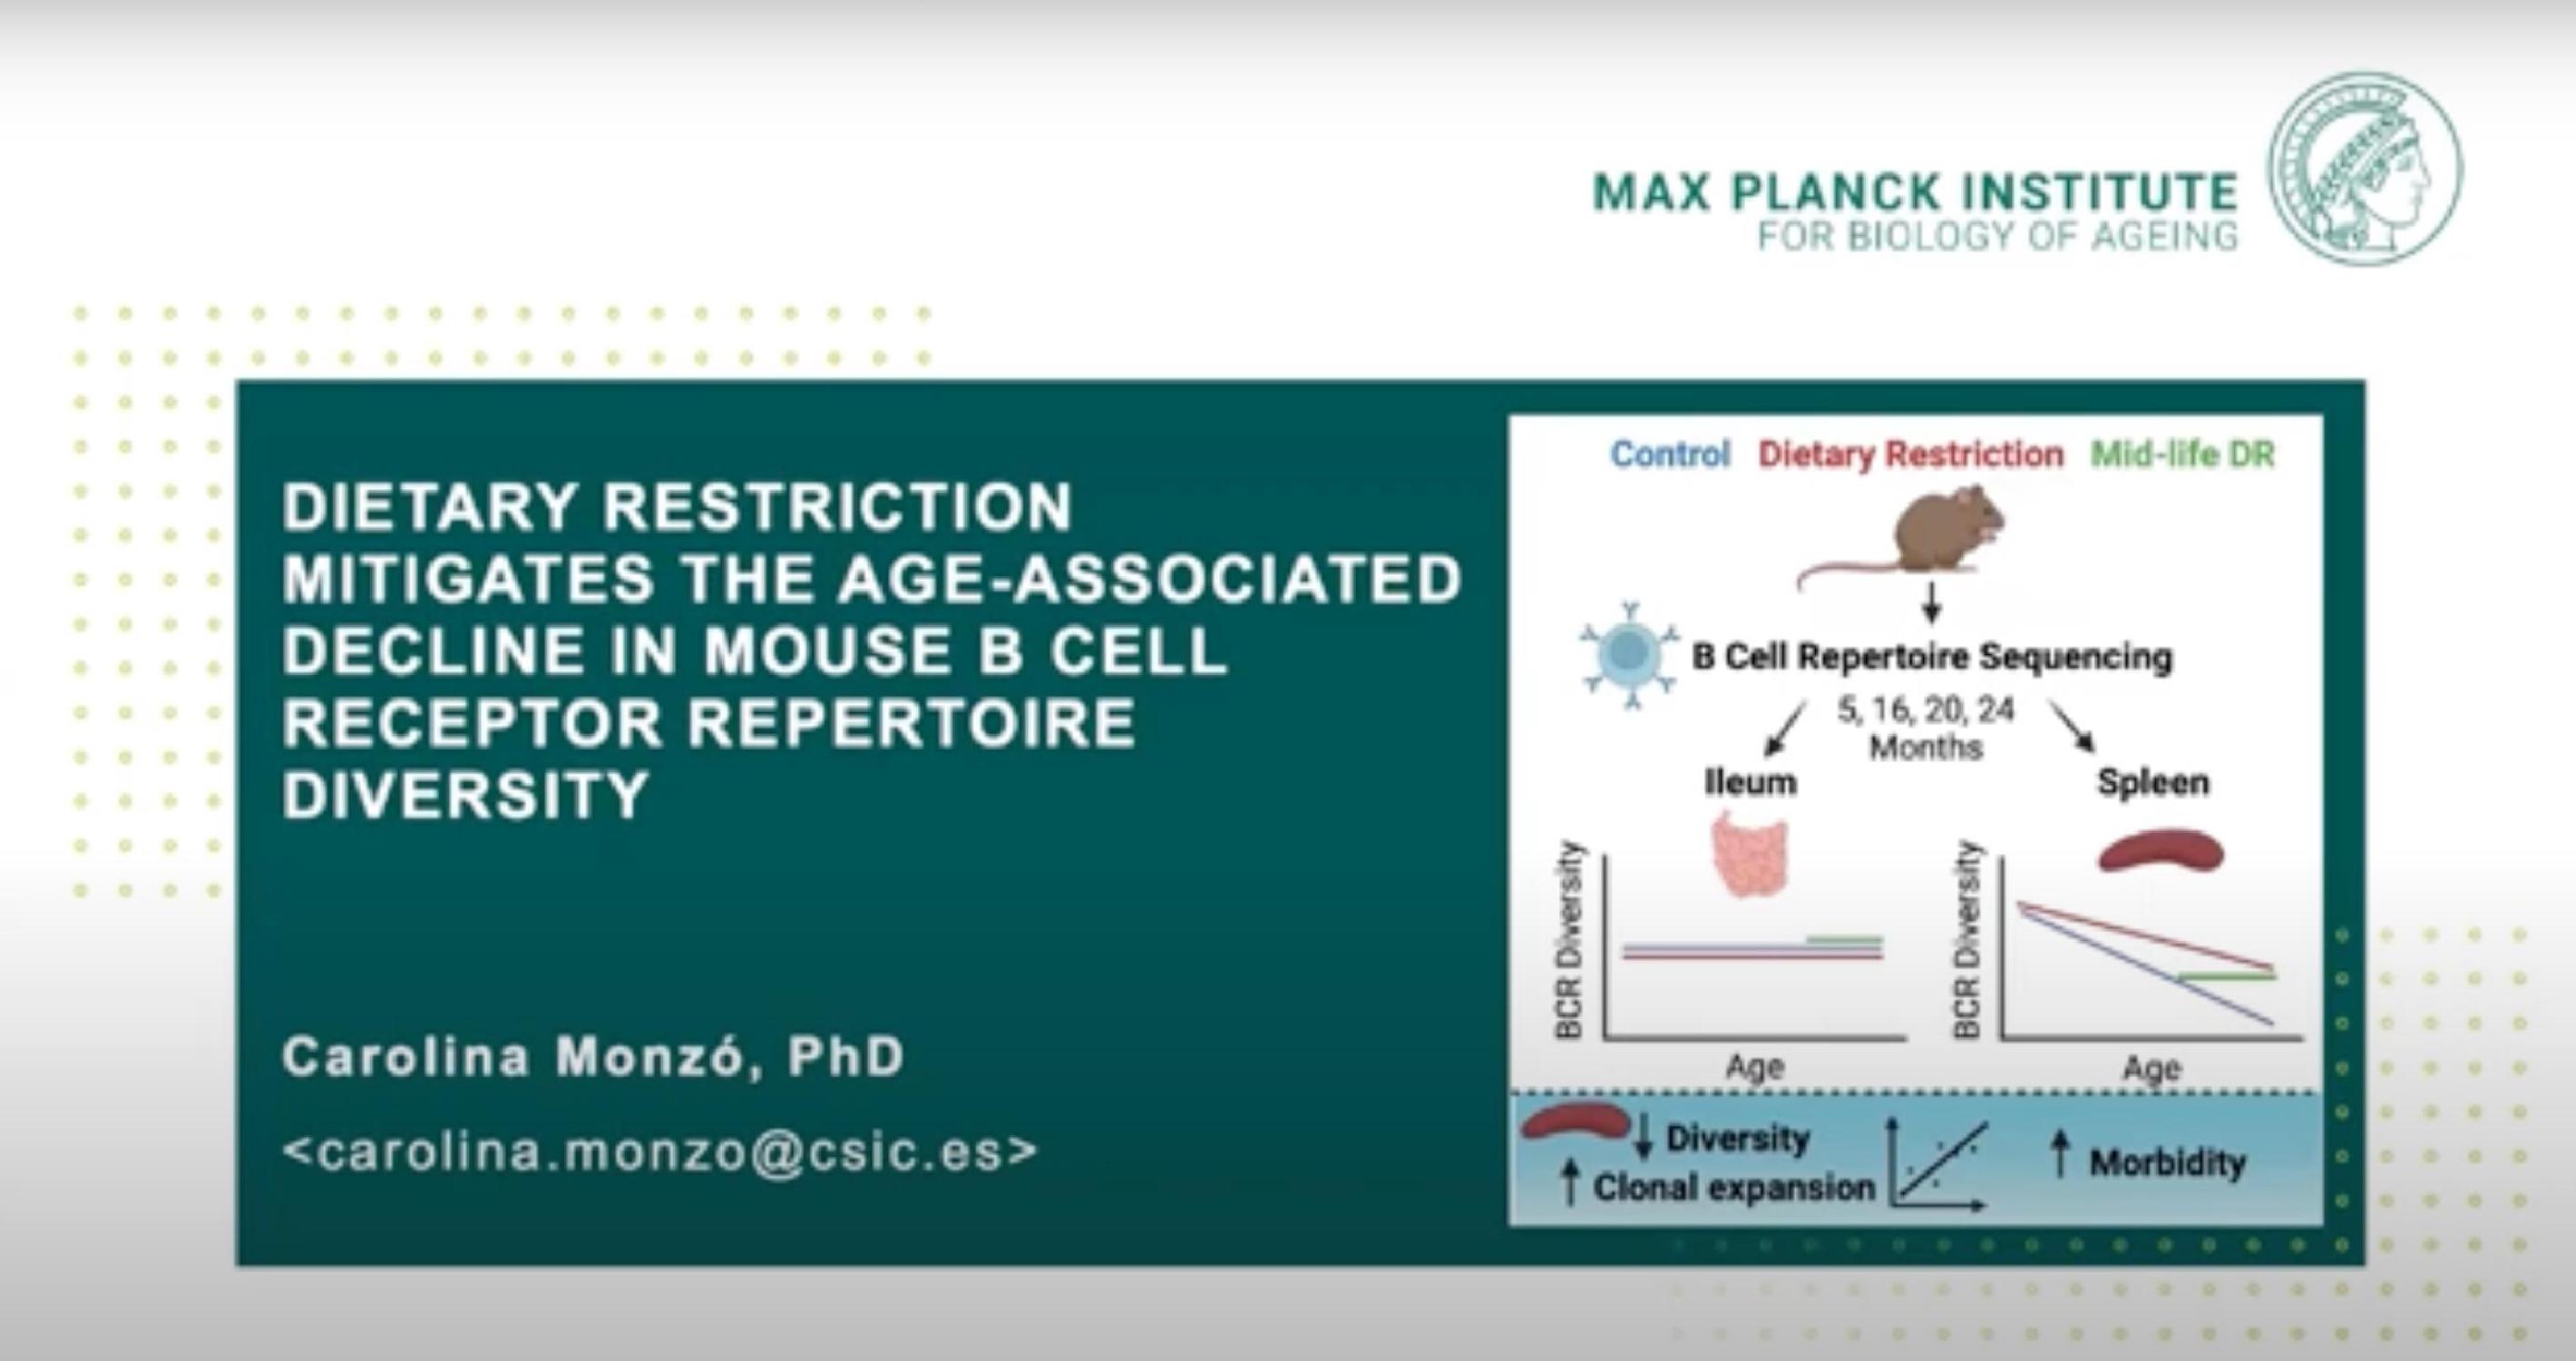 MAX PLANCK INSTITUTE
FOR BIOLOGY OF AGEING
DIETARY RESTRICTION
MITIGATES THE AGE-ASSOCIATED
DECLINE IN MOUSE B CELL
RECEPTOR REPERTOIRE
DIVERSITY
Carolina Monzó, PhD
<carolina.monzo@csic.es>
Control Dietary Restriction Mid-life DR
B Cell Repertoire Sequencing
5, 16, 20, 24
Months
Ileum
Spleen
BCR Diversity
Age
BCR Diversity
Age
↓ Diversity
↑ Clonal expansion
↑ Morbidity